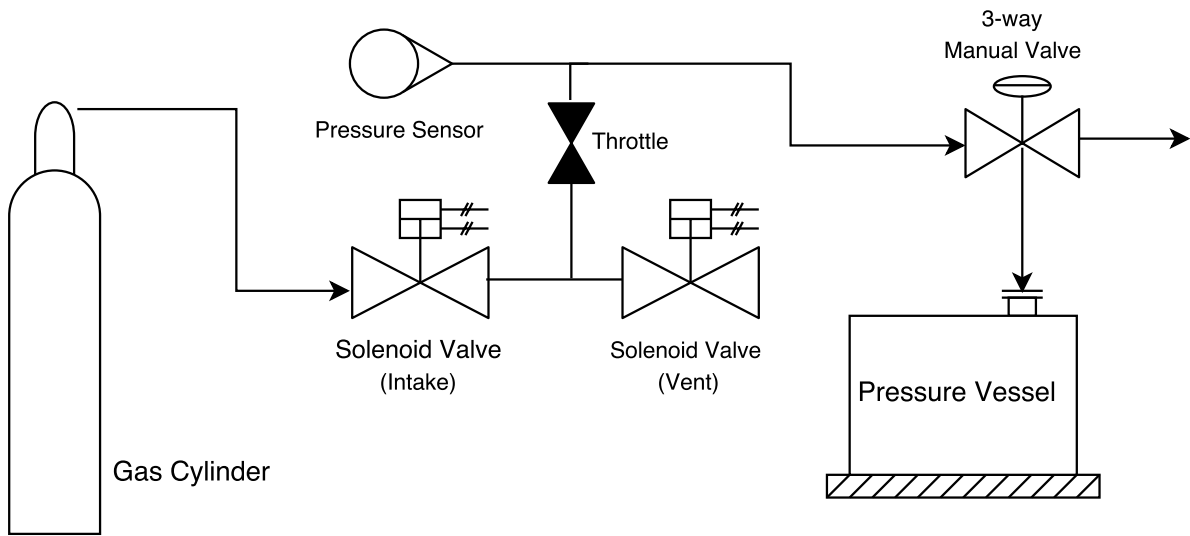 3-way
Manual Valve
Pressure Sensor
Throttle
Solenoid Valve
(Intake)
Solenoid Valve
(Vent)
Pressure Vessel
Gas Cylinder